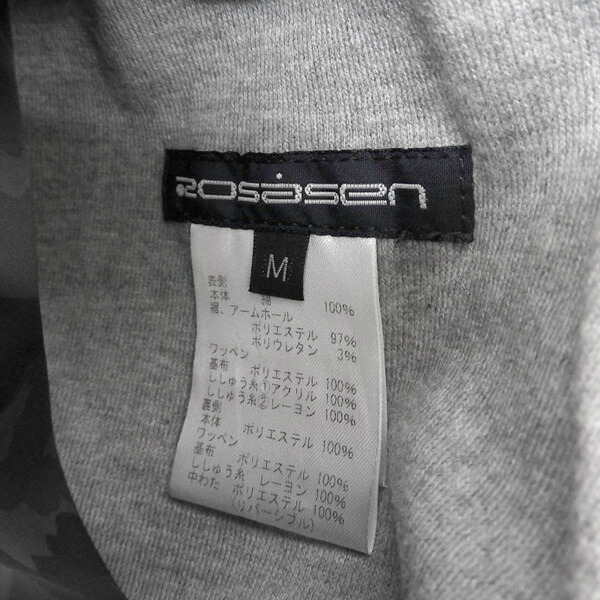 rosasen
M
表側
本体 綿 100%
裾、アームホール
ポリエステル 97%
ポリウレタン 3%
ワッペン
基布 ポリエステル 100%
ししゅう糸①アクリル 100%
ししゅう糸②レーヨン 100%
裏側
本体 ポリエステル 100%
ワッペン
基布 ポリエステル 100%
ししゅう糸 レーヨン 100%
中わた ポリエステル 100%
(リバーシブル)